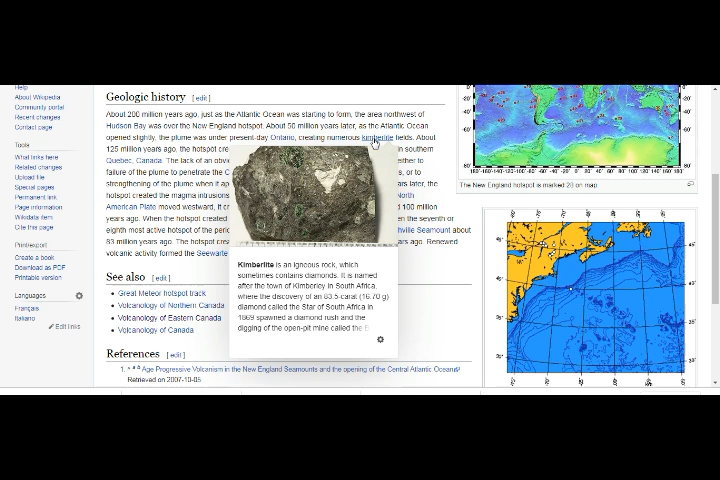 Help
About Wikipedia
Community portal
Recent changes
Contact page
Tools
What links here
Related changes
Upload file
Special pages
Permanent link
Page information
Wikidata item
Cite this page
Print/export
Create a book
Download as PDF
Printable version
Languages
Français
Italiano
Edit links
Geologic history [ edit ]
About 200 million years ago, just as the Atlantic Ocean was starting to form, the area northwest of
Hudson Bay was over the New England hotspot. About 50 million years later, as the Atlantic Ocean
opened slightly, the plume was under present-day Ontario, creating numerous kimberlite fields. About
125 million years ago, the hotspot cre
n southern
Quebec, Canada. The lack of an obvi
either to
failure of the plume to penetrate the C
s, or to
strengthening of the plume when it ap
ars later, the
hotspot created the magma intrusions
North
American Plate moved westward, it cr
t 100 million
years ago. When the hotspot created
n the seventh or
eighth most active hotspot of the perio
hville Seamount about
83 million years ago. The hotspot cre
ars ago. Renewed
volcanic activity formed the Seewarte
Kimberlite is an igneous rock, which
sometimes contains diamonds. It is named
after the town of Kimberley in South Africa,
where the discovery of an 83.5-carat (16.70 g)
diamond called the Star of South Africa in
1869 spawned a diamond rush and the
digging of the open-pit mine called the B
See also [ edit ]
Great Meteor hotspot track
Volcanology of Northern Canada
Volcanology of Eastern Canada
Volcanology of Canada
References [ edit ]
1. ^ a b Age Progressive Volcanism in the New England Seamounts and the opening of the Central Atlantic Ocean
Retrieved on 2007-10-05
The New England hotspot is marked 28 on map.